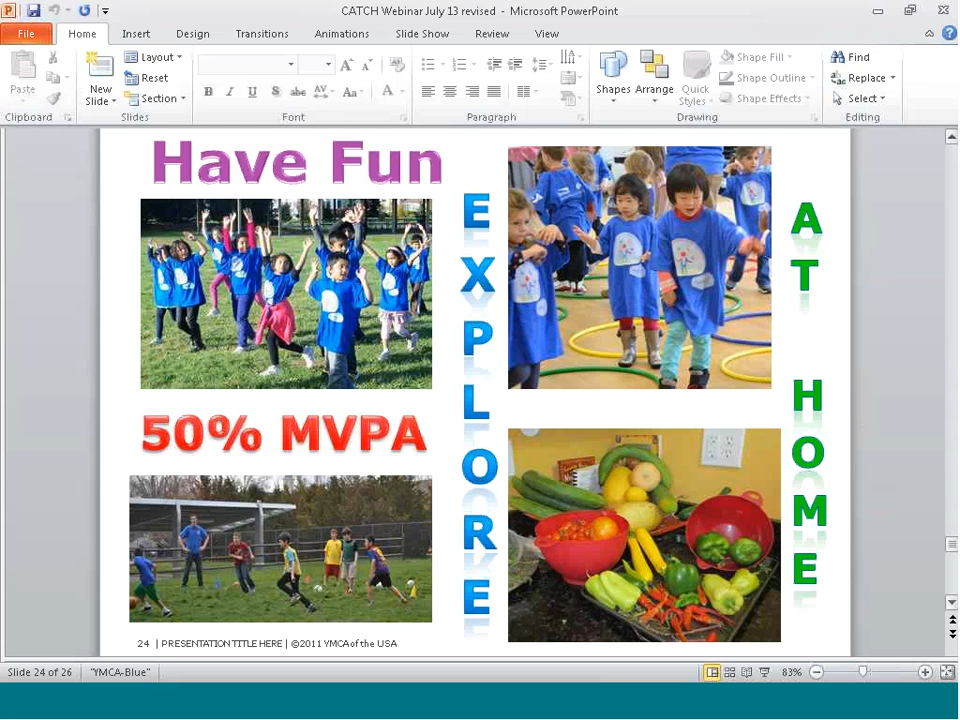 CATCH Webinar July 13 revised - Microsoft PowerPoint
File Home Insert Design Transitions Animations Slide Show Review View
Paste
New Slide
Layout
Reset
Section
Shapes Arrange Quick Styles
Shape Fill
Shape Outline
Shape Effects
Find
Replace
Select
Clipboard Slides Font Paragraph Drawing Editing
Have Fun
50% MVPA
EXPLORE
AT HOME
24 | PRESENTATION TITLE HERE | ©2011 YMCA of the USA
Slide 24 of 26 "YMCA-Blue" 83%